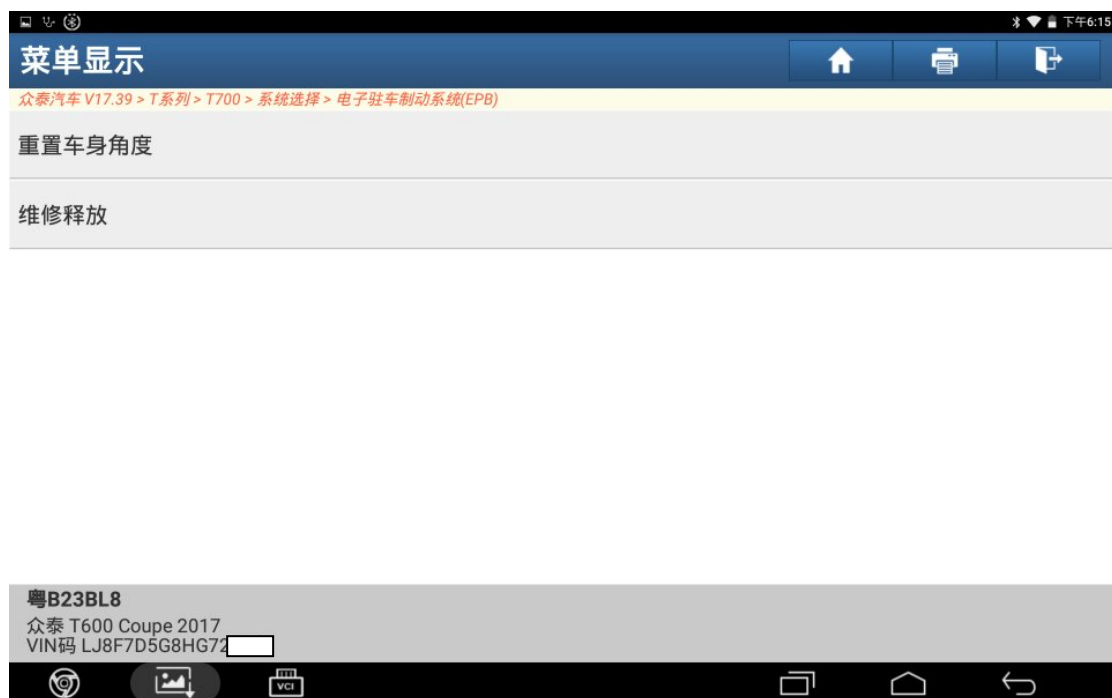 下午6:15
菜单显示
众泰汽车 V17.39 > T系列 > T700 > 系统选择 > 电子驻车制动系统(EPB)
重置车身角度
维修释放
粤B23BL8
众泰 T600 Coupe 2017
VIN码 LJ8F7D5G8HG72
VCI